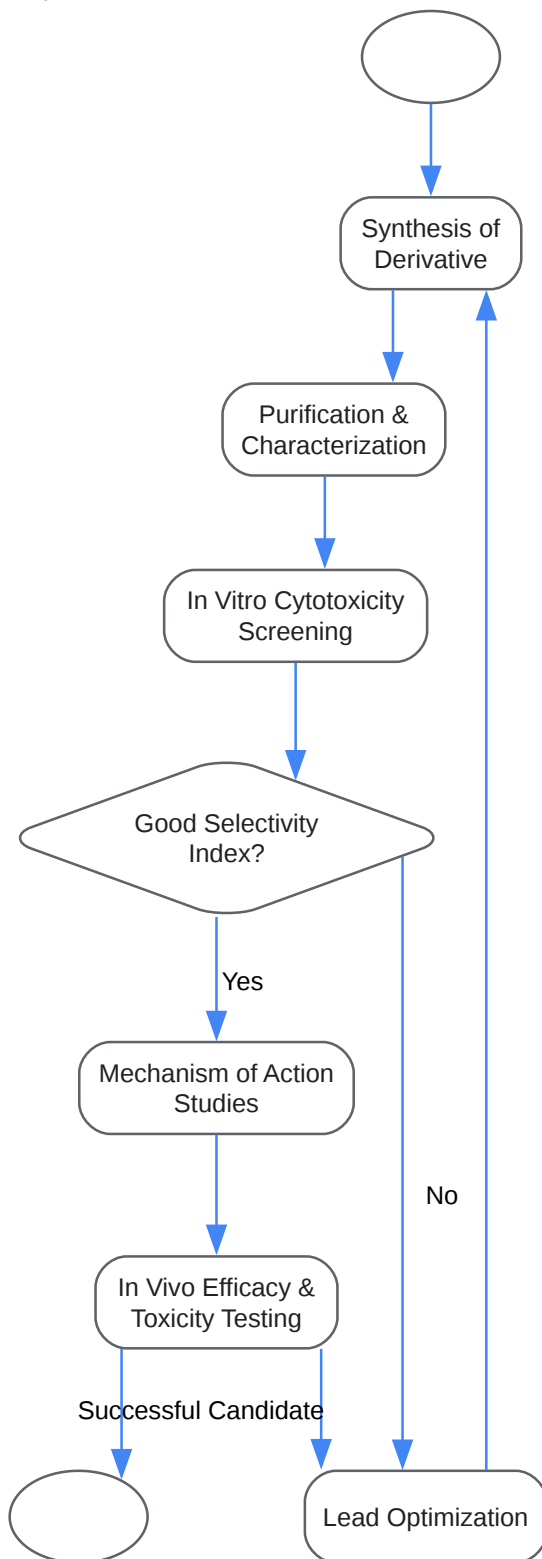 Synthesis of
Derivative
Purification &
Characterization
In Vitro Cytotoxicity
Screening
Good Selectivity
Index?
Yes
Mechanism of Action
Studies
No
In Vivo Efficacy &
Toxicity Testing
Successful Candidate
Lead Optimization